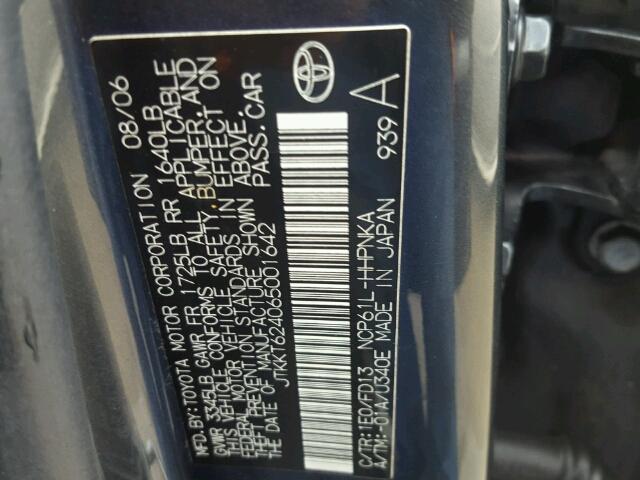 MFD. BY: TOYOTA MOTOR CORPORATION 08/06
GVWR 3345LB GAWR FR 1725LB RR 1640LB
THIS VEHICLE CONFORMS TO ALL APPLICABLE
FEDERAL MOTOR VEHICLE SAFETY, BUMPER, AND
THEFT PREVENTION STANDARDS IN EFFECT ON
THE DATE OF MANUFACTURE SHOWN ABOVE.
JTKKT624065001642 PASS. CAR
C/TR: 1E0/FD13 NCP61L-HHPNKA
A/TM: -01A/U340E MADE IN JAPAN 939 A